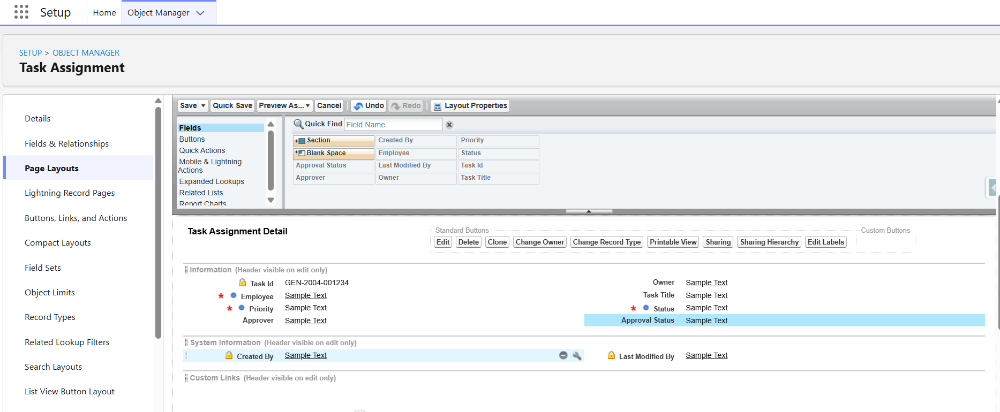 Setup
Home
Object Manager
SETUP > OBJECT MANAGER
Task Assignment
Details
Fields & Relationships
Page Layouts
Lightning Record Pages
Buttons, Links, and Actions
Compact Layouts
Field Sets
Object Limits
Record Types
Related Lookup Filters
Search Layouts
List View Button Layout
Save
Quick Save
Preview As...
Cancel
Undo
Redo
Layout Properties
Fields
Buttons
Quick Actions
Mobile & Lightning
Actions
Expanded Lookups
Related Lists
Report Charts
Quick Find
Field Name
Section
Created By
Priority
Blank Space
Employee
Status
Approval Status
Last Modified By
Task Id
Approver
Owner
Task Title
Task Assignment Detail
Standard Buttons
Edit
Delete
Clone
Change Owner
Change Record Type
Printable View
Sharing
Sharing Hierarchy
Edit Labels
Custom Buttons
Information (Header visible on edit only)
Task Id GEN-2004-001234
Owner Sample Text
* Employee Sample Text
Task Title Sample Text
* Priority Sample Text
* Status Sample Text
Approver Sample Text
Approval Status Sample Text
System Information (Header visible on edit only)
Created By Sample Text
Last Modified By Sample Text
Custom Links (Header visible on edit only)